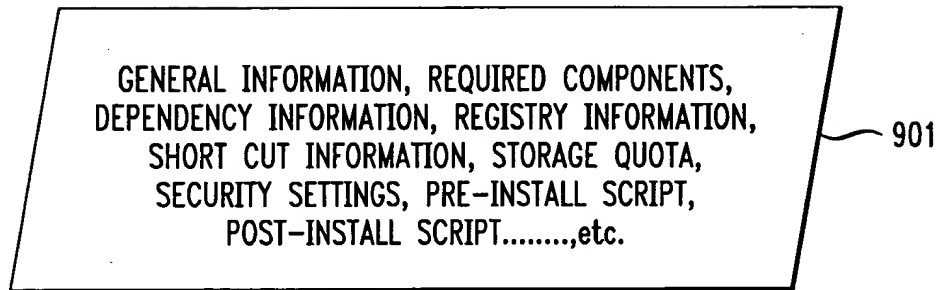 GENERAL INFORMATION, REQUIRED COMPONENTS,
DEPENDENCY INFORMATION, REGISTRY INFORMATION,
SHORT CUT INFORMATION, STORAGE QUOTA,
SECURITY SETTINGS, PRE-INSTALL SCRIPT,
POST-INSTALL SCRIPT........,etc.
901